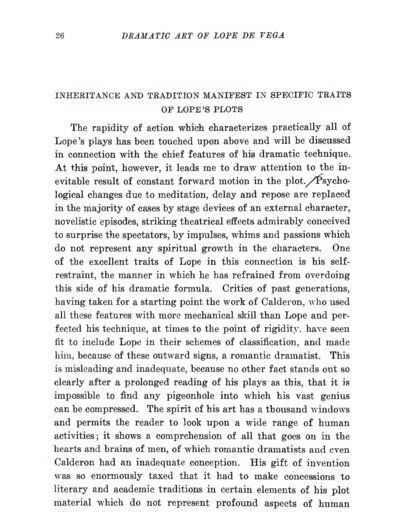 26 DRAMATIC ART OF LOPE DE VEGA
INHERITANCE AND TRADITION MANIFEST IN SPECIFIC TRAITS
OF LOPE'S PLOTS
The rapidity of action which characterizes practically all of
Lope's plays has been touched upon above and will be discussed
in connection with the chief features of his dramatic technique.
At this point, however, it leads me to draw attention to the in-
evitable result of constant forward motion in the plot. Psycho-
logical changes due to meditation, delay and repose are replaced
in the majority of cases by stage devices of an external character,
novelistic episodes, striking theatrical effects admirably conceived
to surprise the spectators, by impulses, whims and passions which
do not represent any spiritual growth in the characters. One
of the excellent traits of Lope in this connection is his self-
restraint, the manner in which he has refrained from overdoing
this side of his dramatic formula. Critics of past generations,
having taken for a starting point the work of Calderon, who used
all these features with more mechanical skill than Lope and per-
fected his technique, at times to the point of rigidity, have seen
fit to include Lope in their schemes of classification, and made
him, because of these outward signs, a romantic dramatist. This
is misleading and inadequate, because no other fact stands out so
clearly after a prolonged reading of his plays as this, that it is
impossible to find any pigeonhole into which his vast genius
can be compressed. The spirit of his art has a thousand windows
and permits the reader to look upon a wide range of human
activities; it shows a comprehension of all that goes on in the
hearts and brains of men, of which romantic dramatists and even
Calderon had an inadequate conception. His gift of invention
was so enormously taxed that it had to make concessions to
literary and academic traditions in certain elements of his plot
material which do not represent profound aspects of human